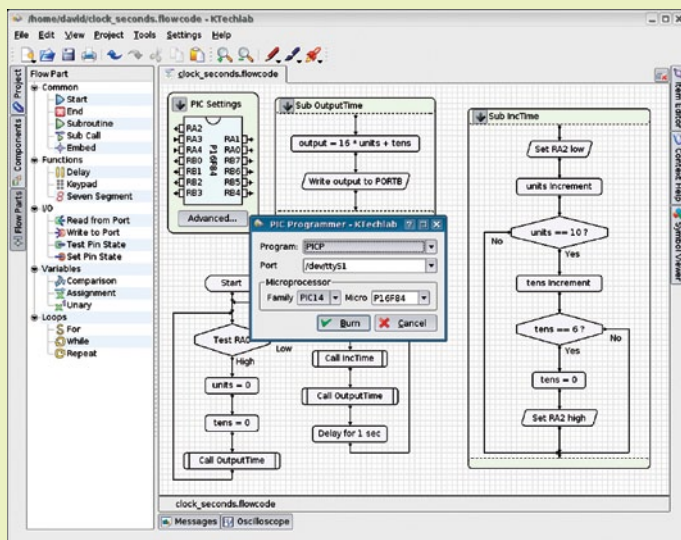 /home/david/clock_seconds.flowcode - KTechlab
File Edit View Project Tools Settings Help
Project
Components
Flow Parts
Flow Part
Common
Start
End
Subroutine
Sub Call
Embed
Functions
Delay
Keypad
Seven Segment
I/O
Read from Port
Write to Port
Test Pin State
Set Pin State
Variables
Comparison
Assignment
Unary
Loops
For
While
Repeat
clock_seconds.flowcode
PIC Settings
RA2
RA3
RA4
RB0
RB1
RB2
RB3
P16F84
RA1
RA0
RB7
RB6
RB5
RB4
Advanced...
Sub OutputTime
output = 16 * units + tens
Write output to PORTB
Start
Test RA0
High
Low
units = 0
tens = 0
Call OutputTime
Call IncTime
Call OutputTime
Delay for 1 sec
PIC Programmer - KTechlab
Program: PICP
Port /dev/ttyS1
Microprocessor
Family PIC14 Micro P16F84
Burn Cancel
Sub IncTime
Set RA2 low
units Increment
units == 10 ?
No
Yes
tens Increment
tens == 6 ?
No
Yes
tens = 0
Set RA2 high
Item Editor
Context Help
Symbol Viewer
clock_seconds.flowcode
Messages Oscilloscope